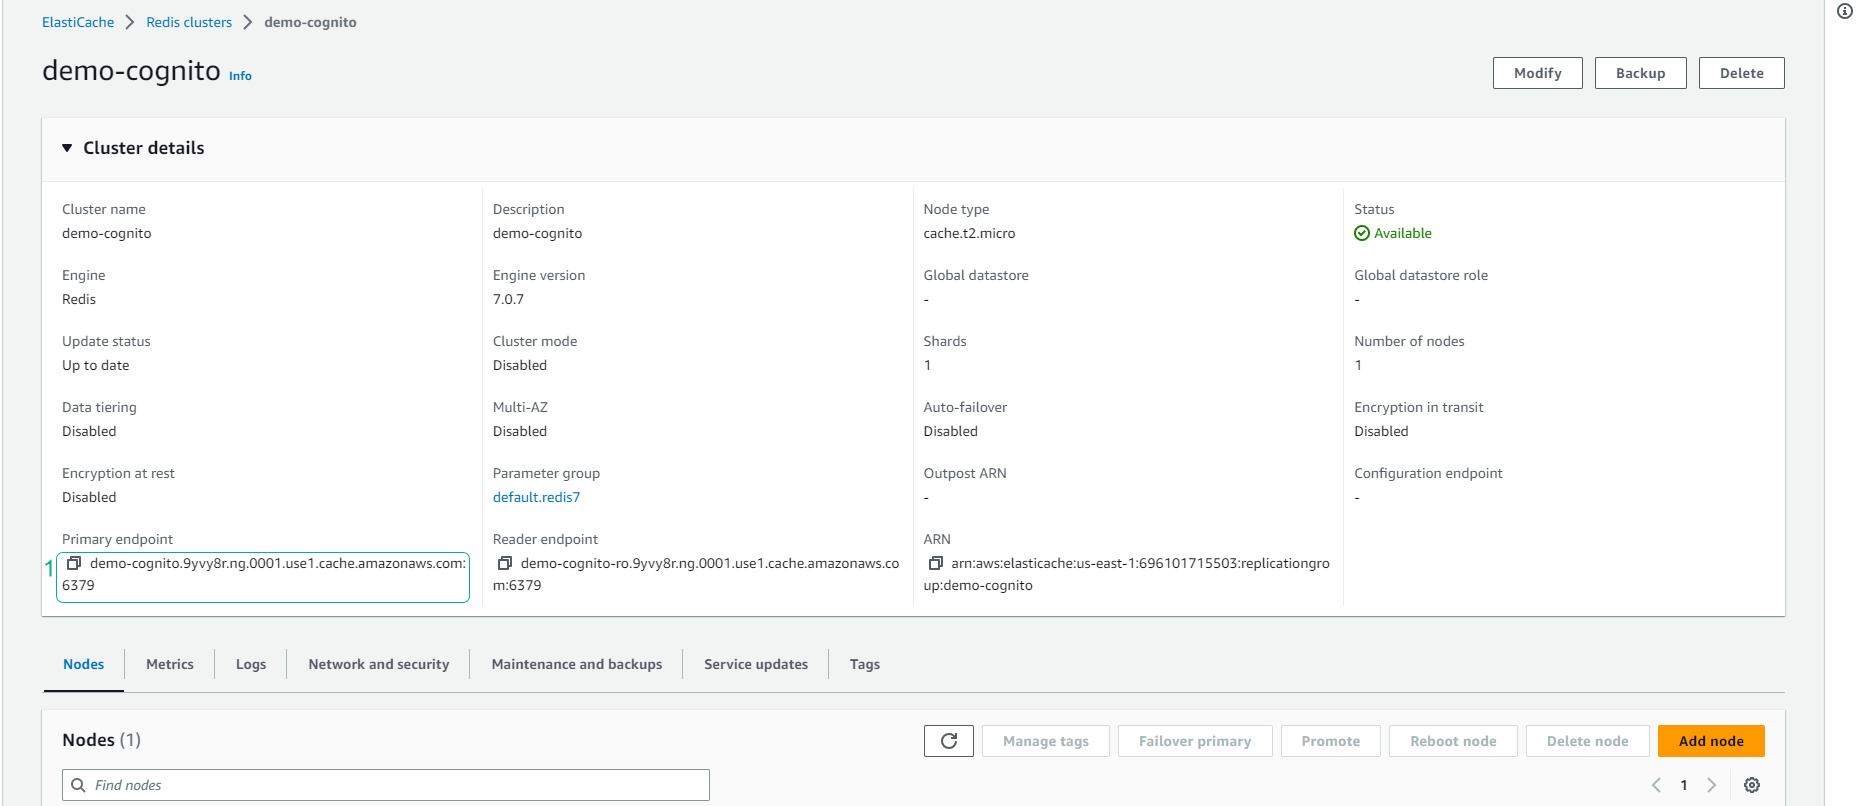 ElastiCache > Redis clusters > demo-cognito
demo-cognito Info
Modify Backup Delete
Cluster details
Cluster name Description Node type Status
demo-cognito demo-cognito cache.t2.micro Available
Engine Engine version Global datastore Global datastore role
Redis 7.0.7 - -
Update status Cluster mode Shards Number of nodes
Up to date Disabled 1 1
Data tiering Multi-AZ Auto-failover Encryption in transit
Disabled Disabled Disabled Disabled
Encryption at rest Parameter group Outpost ARN Configuration endpoint
Disabled default.redis7 - -
Primary endpoint Reader endpoint ARN
1 demo-cognito.9yvy8r.ng.0001.use1.cache.amazonaws.com: demo-cognito-ro.9yvy8r.ng.0001.use1.cache.amazonaws.co arn:aws:elasticache:us-east-1:696101715503:replicationgro
6379 m:6379 up:demo-cognito
Nodes Metrics Logs Network and security Maintenance and backups Service updates Tags
Nodes (1) Manage tags Failover primary Promote Reboot node Delete node Add node
Find nodes < 1 >